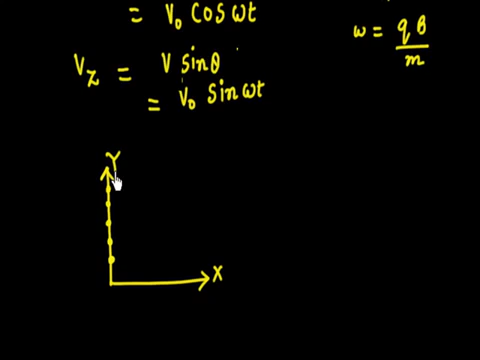 = V₀ cos ωt
ω = qB/m
V_z = V sinθ
= V₀ sin ωt
Y
X